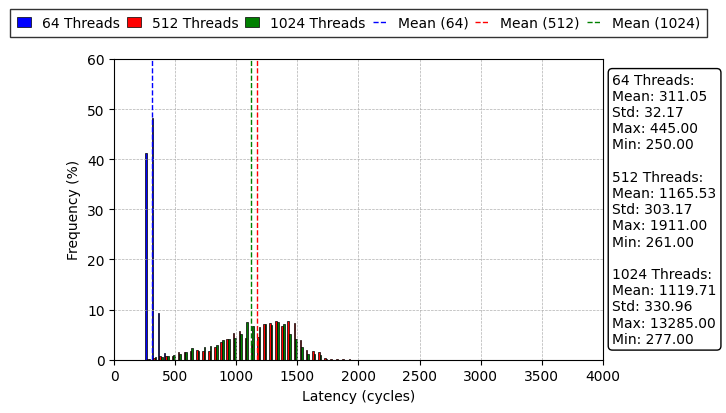 64 Threads 512 Threads 1024 Threads Mean (64) Mean (512) Mean (1024)
60
50
40
30
20
10
0
Frequency (%)
0 500 1000 1500 2000 2500 3000 3500 4000
Latency (cycles)
64 Threads:
Mean: 311.05
Std: 32.17
Max: 445.00
Min: 250.00
512 Threads:
Mean: 1165.53
Std: 303.17
Max: 1911.00
Min: 261.00
1024 Threads:
Mean: 1119.71
Std: 330.96
Max: 13285.00
Min: 277.00